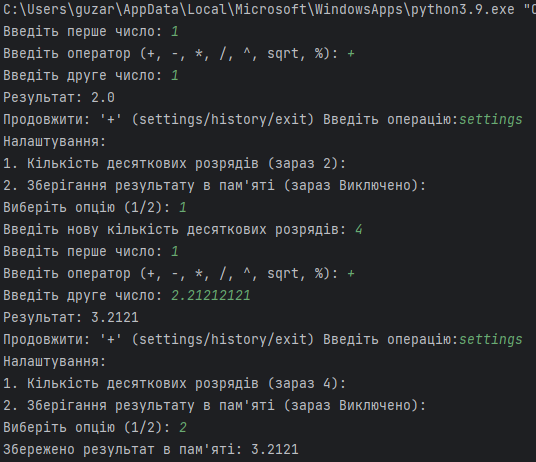 C:\Users\guzar\AppData\Local\Microsoft\WindowsApps\python3.9.exe "C
Введіть перше число: 1
Введіть оператор (+, -, *, /, ^, sqrt, %): +
Введіть друге число: 1
Результат: 2.0
Продовжити: '+' (settings/history/exit) Введіть операцію:settings
Налаштування:
1. Кількість десяткових розрядів (зараз 2):
2. Зберігання результату в пам'яті (зараз Виключено):
Виберіть опцію (1/2): 1
Введіть нову кількість десяткових розрядів: 4
Введіть перше число: 1
Введіть оператор (+, -, *, /, ^, sqrt, %): +
Введіть друге число: 2.21212121
Результат: 3.2121
Продовжити: '+' (settings/history/exit) Введіть операцію:settings
Налаштування:
1. Кількість десяткових розрядів (зараз 4):
2. Зберігання результату в пам'яті (зараз Виключено):
Виберіть опцію (1/2): 2
Збережено результат в пам'яті: 3.2121